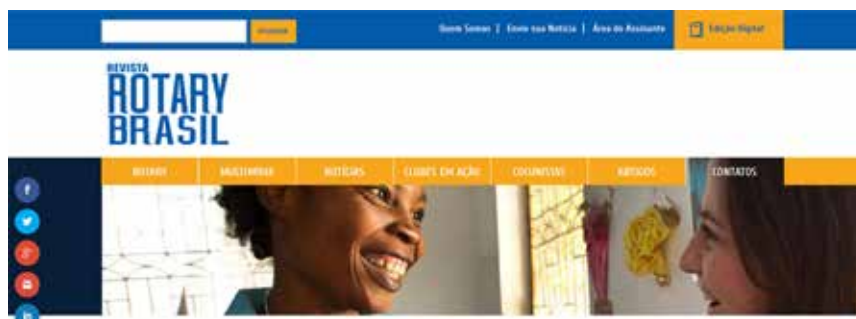 PESQUISAR
Quem Somos | Envie sua Notícia | Área do Assinante
Edição Digital
REVISTA
ROTARY
BRASIL
ROTARY MULTIMÍDIA NOTÍCIAS CLUBES EM AÇÃO COLUNISTAS ARTIGOS CONTATOS